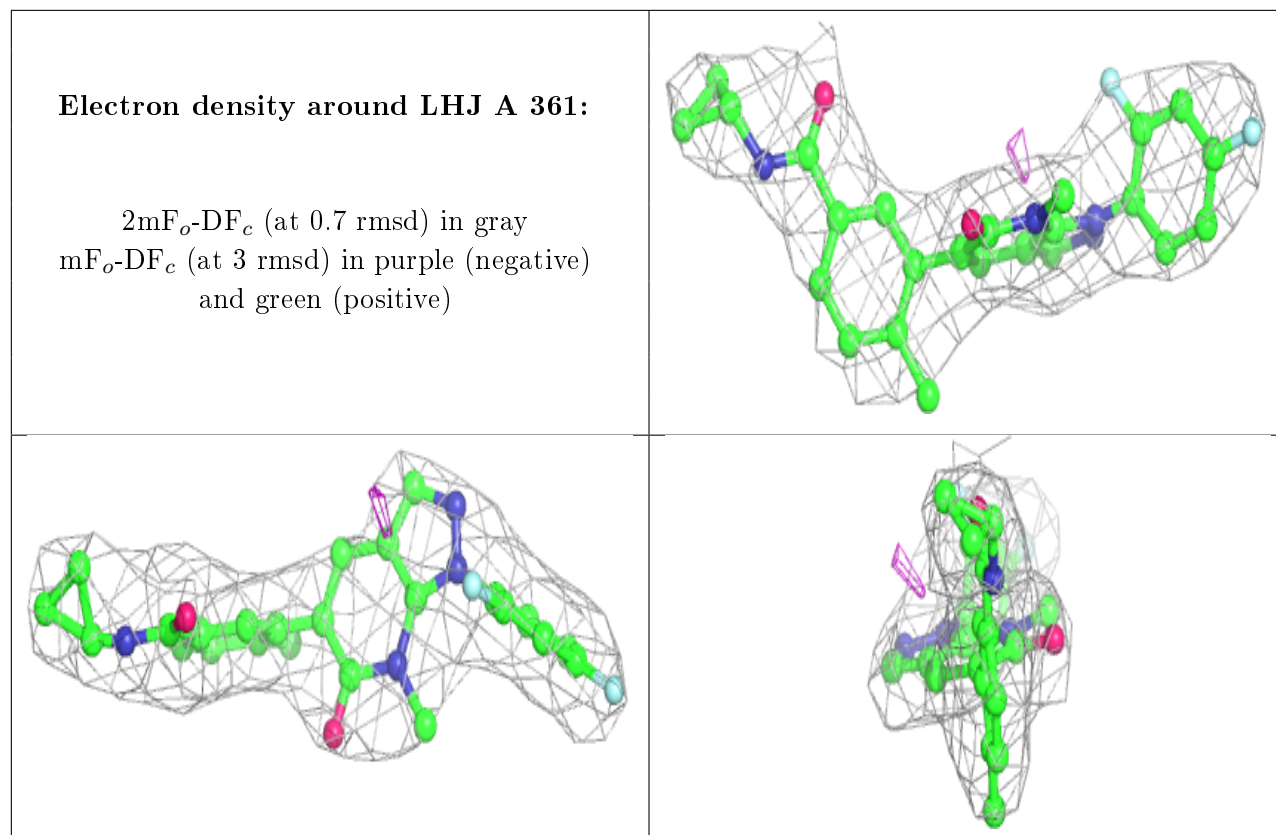 Electron density around LHJ A 361:
2mFₒ-DF𝒸 (at 0.7 rmsd) in gray
mFₒ-DF𝒸 (at 3 rmsd) in purple (negative)
and green (positive)